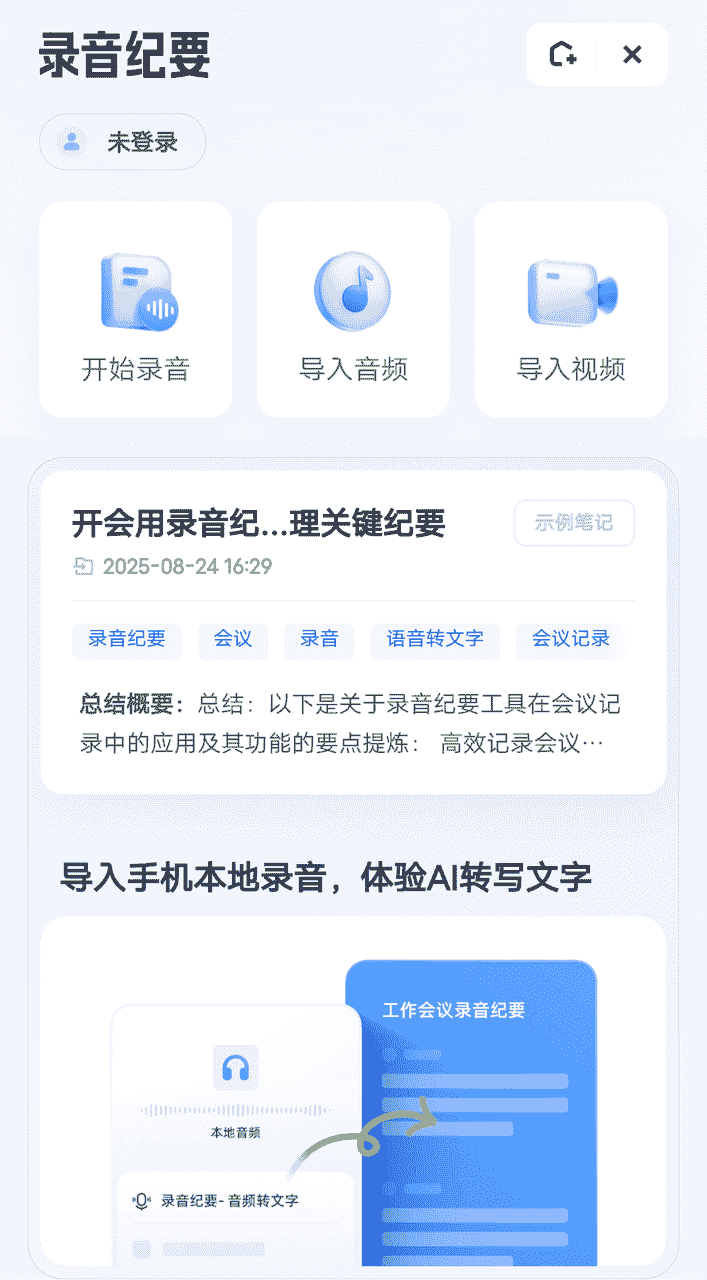 录音纪要
未登录
开始录音
导入音频
导入视频
开会用录音纪...理关键纪要
示例笔记
2025-08-24 16:29
录音纪要 会议 录音 语音转文字 会议记录
总结概要：总结：以下是关于录音纪要工具在会议记
录中的应用及其功能的要点提炼： 高效记录会议…
导入手机本地录音，体验AI转写文字
工作会议录音纪要
本地音频
录音纪要-音频转文字